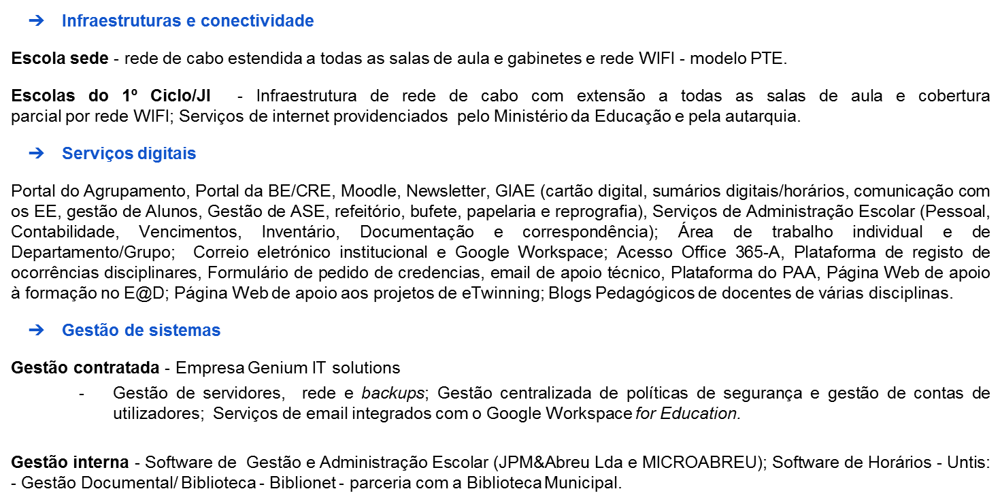 ➔ Infraestruturas e conectividade
Escola sede - rede de cabo estendida a todas as salas de aula e gabinetes e rede WIFI - modelo PTE.
Escolas do 1º Ciclo/JI - Infraestrutura de rede de cabo com extensão a todas as salas de aula e cobertura
parcial por rede WIFI; Serviços de internet providenciados pelo Ministério da Educação e pela autarquia.
➔ Serviços digitais
Portal do Agrupamento, Portal da BE/CRE, Moodle, Newsletter, GIAE (cartão digital, sumários digitais/horários, comunicação com
os EE, gestão de Alunos, Gestão de ASE, refeitório, bufete, papelaria e reprografia), Serviços de Administração Escolar (Pessoal,
Contabilidade, Vencimentos, Inventário, Documentação e correspondência); Área de trabalho individual e de
Departamento/Grupo; Correio eletrónico institucional e Google Workspace; Acesso Office 365-A, Plataforma de registo de
ocorrências disciplinares, Formulário de pedido de credencias, email de apoio técnico, Plataforma do PAA, Página Web de apoio
à formação no E@D; Página Web de apoio aos projetos de eTwinning; Blogs Pedagógicos de docentes de várias disciplinas.
➔ Gestão de sistemas
Gestão contratada - Empresa Genium IT solutions
- Gestão de servidores, rede e backups; Gestão centralizada de políticas de segurança e gestão de contas de
utilizadores; Serviços de email integrados com o Google Workspace for Education.
Gestão interna - Software de Gestão e Administração Escolar (JPM&Abreu Lda e MICROABREU); Software de Horários - Untis:
- Gestão Documental/ Biblioteca - Biblionet - parceria com a Biblioteca Municipal.